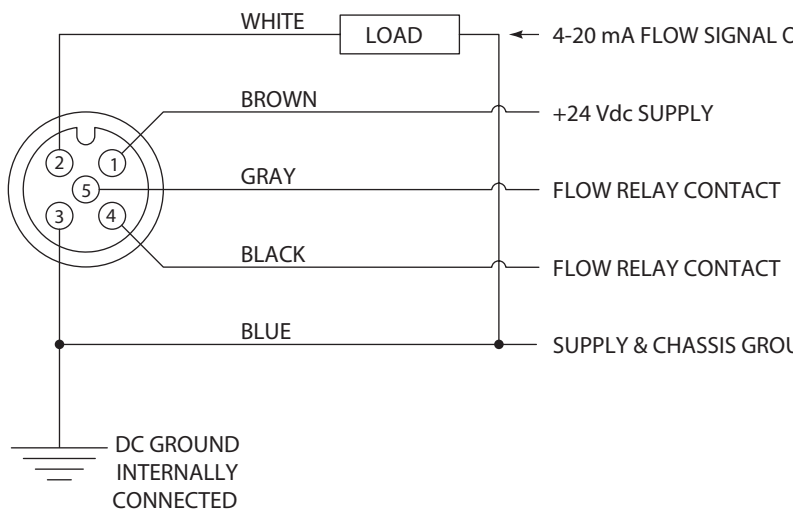 WHITE
LOAD
4-20 mA FLOW SIGNAL
BROWN
+24 Vdc SUPPLY
2
1
5
GRAY
FLOW RELAY CONTACT
3
4
BLACK
FLOW RELAY CONTACT
BLUE
SUPPLY & CHASSIS
DC GROUND
INTERNALLY
CONNECTED